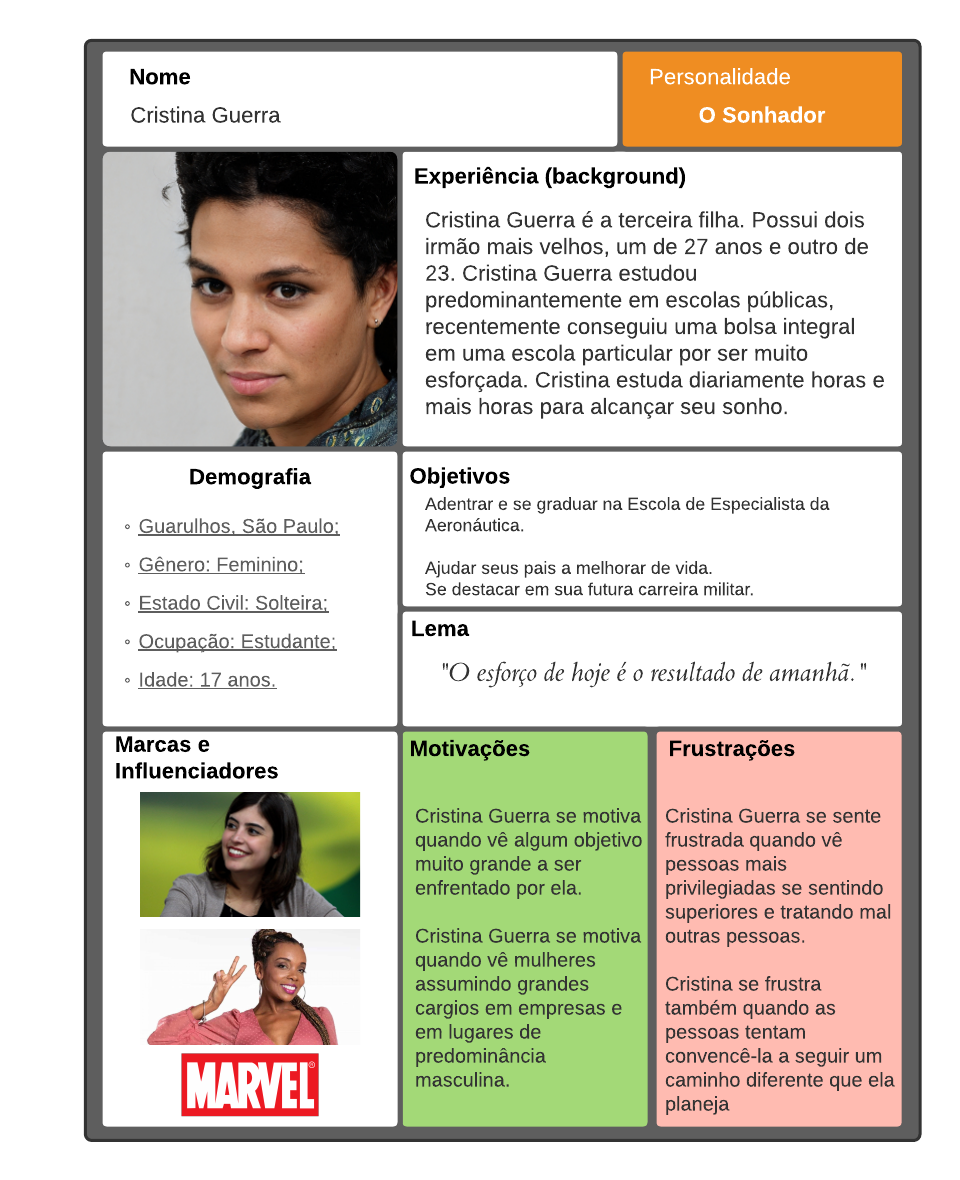 Nome
Cristina Guerra
Personalidade
O Sonhador
Experiência (background)
Cristina Guerra é a terceira filha. Possui dois
irmão mais velhos, um de 27 anos e outro de
23. Cristina Guerra estudou
predominantemente em escolas públicas,
recentemente conseguiu uma bolsa integral
em uma escola particular por ser muito
esforçada. Cristina estuda diariamente horas e
mais horas para alcançar seu sonho.
Demografia
◦ Guarulhos, São Paulo;
◦ Gênero: Feminino;
◦ Estado Civil: Solteira;
◦ Ocupação: Estudante;
◦ Idade: 17 anos.
Objetivos
Adentrar e se graduar na Escola de Especialista da
Aeronáutica.
Ajudar seus pais a melhorar de vida.
Se destacar em sua futura carreira militar.
Lema
"O esforço de hoje é o resultado de amanhã."
Marcas e
Influenciadores
MARVEL®
Motivações
Cristina Guerra se motiva
quando vê algum objetivo
muito grande a ser
enfrentado por ela.
Cristina Guerra se motiva
quando vê mulheres
assumindo grandes
cargios em empresas e
em lugares de
predominância
masculina.
Frustrações
Cristina Guerra se sente
frustrada quando vê
pessoas mais
privilegiadas se sentindo
superiores e tratando mal
outras pessoas.
Cristina se frustra
também quando as
pessoas tentam
convencê-la a seguir um
caminho diferente que ela
planeja